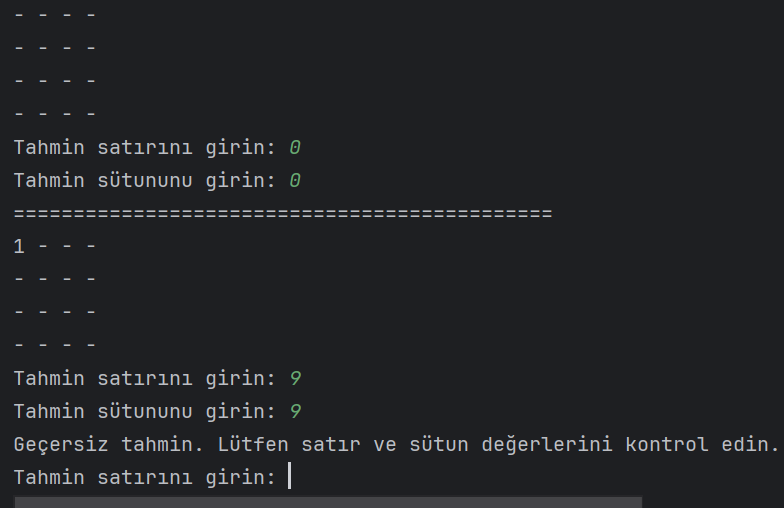 - - - -
- - - -
- - - -
- - - -
Tahmin satırını girin: 0
Tahmin sütununu girin: 0
=============================================
1 - - -
- - - -
- - - -
- - - -
Tahmin satırını girin: 9
Tahmin sütununu girin: 9
Geçersiz tahmin. Lütfen satır ve sütun değerlerini kontrol edin.
Tahmin satırını girin: